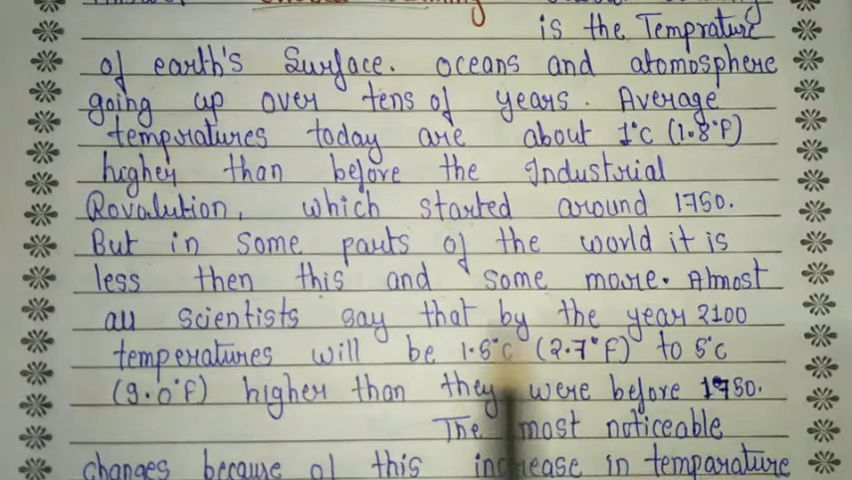 is the Temprature
of earth's Surface. oceans and atomosphere
going up over tens of years. Average
tempratures today are about 1°C (1.8°F)
higher than before the Industrial
Rovalution, which started around 1750.
But in some parts of the world it is
less then this and some more. Almost
all scientists say that by the year 2100
temperatures will be 1.5°C (2.7°F) to 5°C
(9.0°F) higher than they were before 1750.
The most noticeable
changes because of this increase in temparature